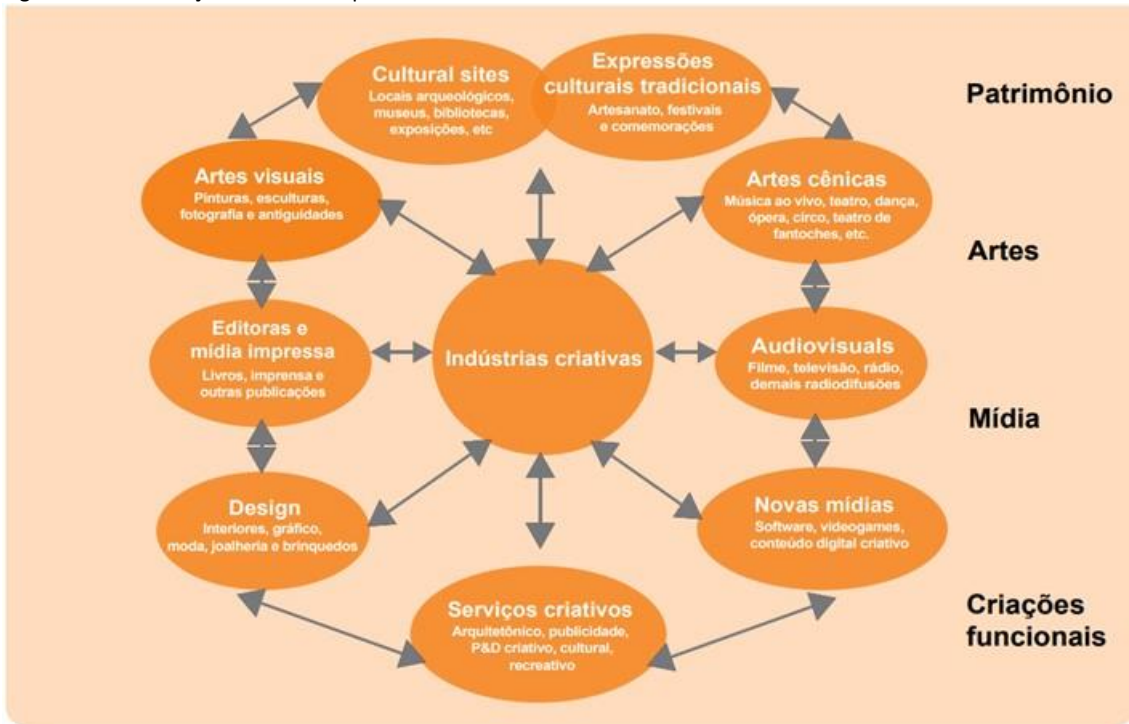 Cultural sites
Locais arqueológicos,
museus, bibliotecas,
exposições, etc
Expressões
culturais tradicionais
Artesanato, festivais
e comemorações
Patrimônio
Artes visuais
Pinturas, esculturas,
fotografia e antiguidades
Artes cênicas
Música ao vivo, teatro, dança,
ópera, circo, teatro de
fantoches, etc.
Artes
Editoras e
mídia impressa
Livros, imprensa e
outras publicações
Indústrias criativas
Audiovisuals
Filme, televisão, rádio,
demais radiodifusões
Mídia
Design
Interiores, gráfico,
moda, joalheria e brinquedos
Novas mídias
Software, videogames,
conteúdo digital criativo
Serviços criativos
Arquitetônico, publicidade,
P&D criativo, cultural,
recreativo
Criações
funcionais